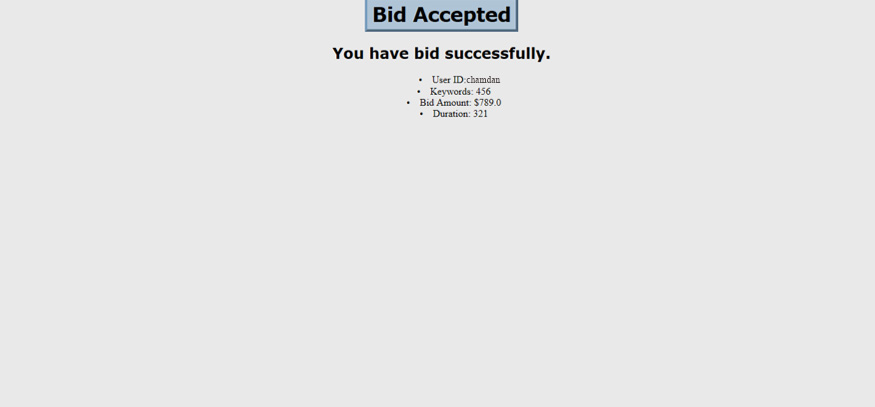 Bid Accepted
You have bid successfully.
• User ID:chamdan
• Keywords: 456
• Bid Amount: $789.0
• Duration: 321